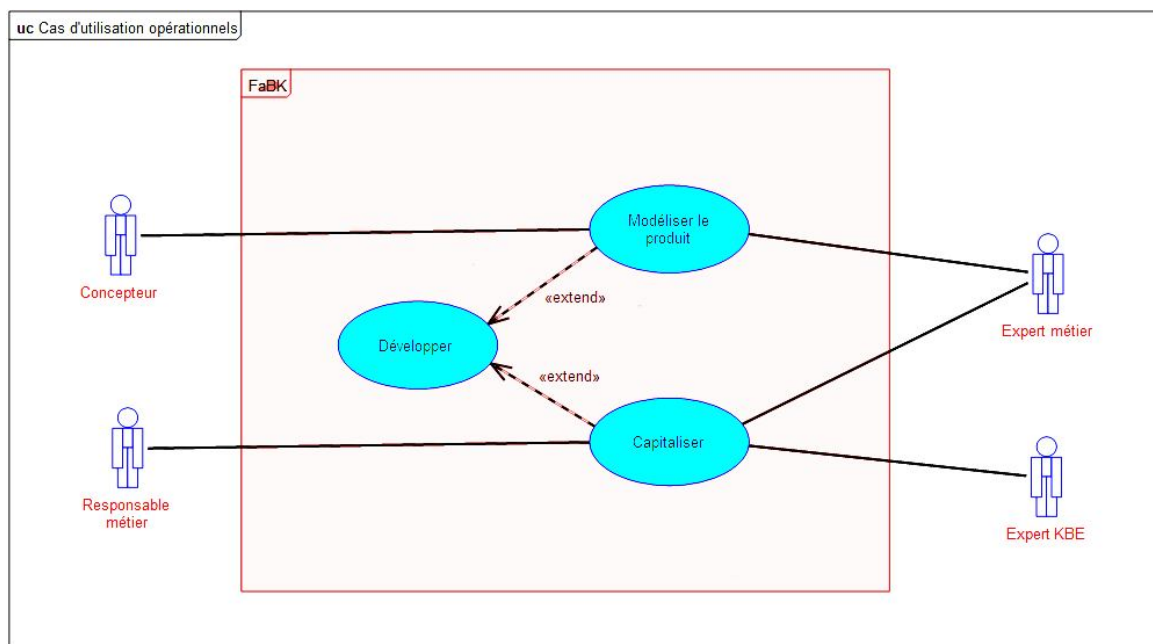 uc Cas d'utilisation opérationnels
FaBK
Modéliser le
produit
Concepteur
«extend»
Expert métier
Développer
«extend»
Capitaliser
Responsable
métier
Expert KBE